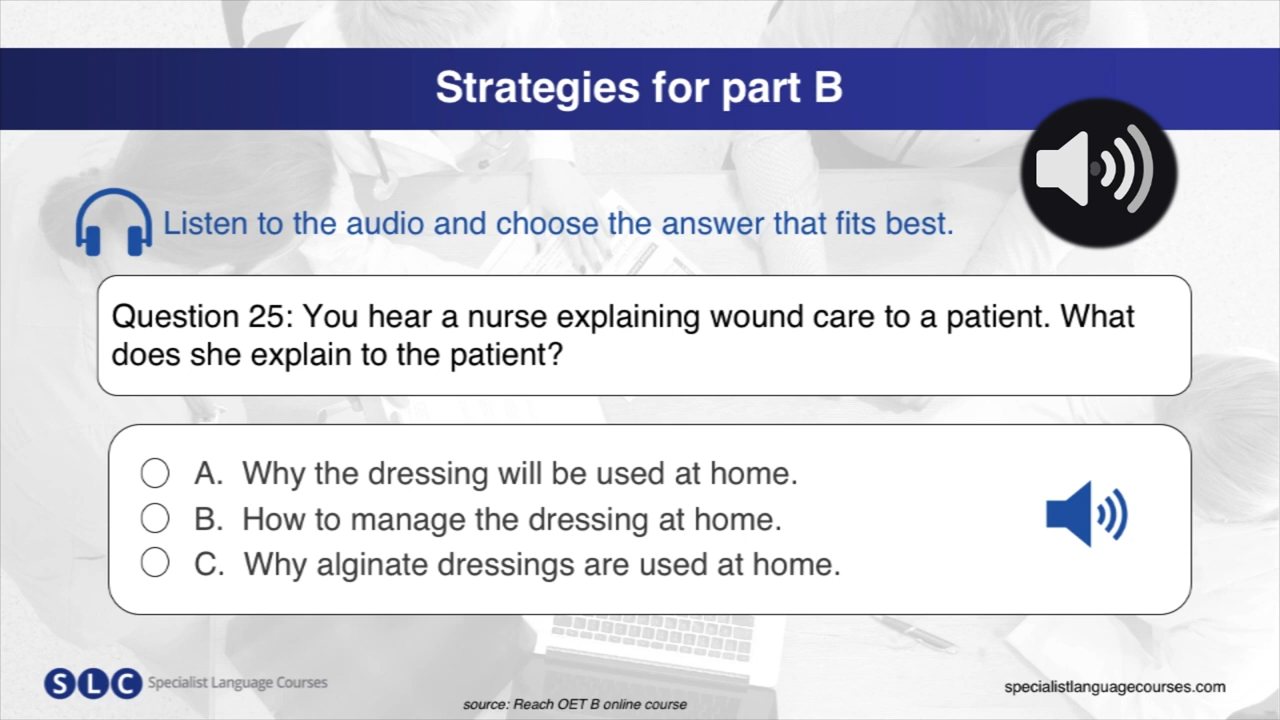 Strategies for part B
Listen to the audio and choose the answer that fits best.
Question 25: You hear a nurse explaining wound care to a patient. What
does she explain to the patient?
A. Why the dressing will be used at home.
B. How to manage the dressing at home.
C. Why alginate dressings are used at home.
SLC Specialist Language Courses
source: Reach OET B online course
specialistlanguagecourses.com